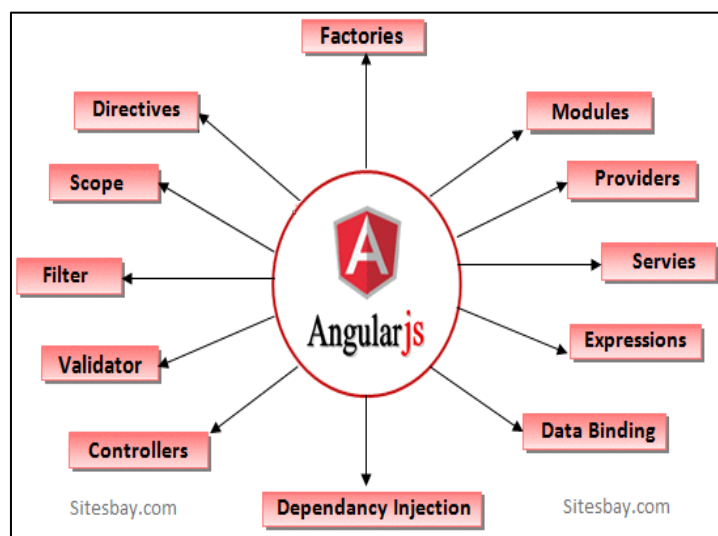 Factories
Directives
Modules
Scope
Providers
A
Filter
Servies
Angularjs
Validator
Expressions
Controllers
Data Binding
Sitesbay.com
Dependancy Injection
Sitesbay.com